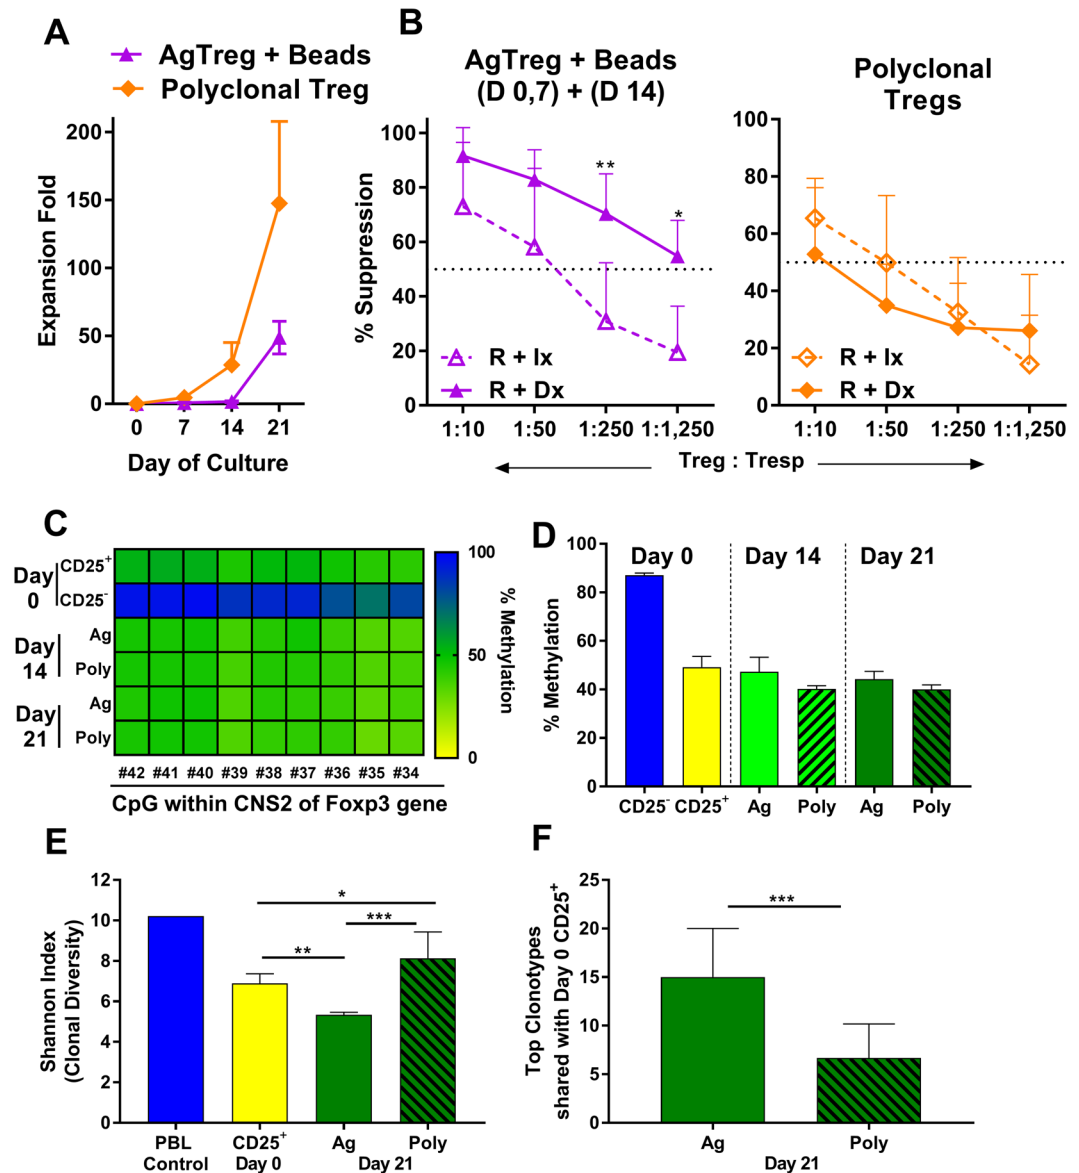 A
AgTreg + Beads
Polyclonal Treg
Expansion Fold
200
150
100
50
0
0 7 14 21
Day of Culture
B
AgTreg + Beads
(D 0,7) + (D 14)
% Suppression
100
80
60
40
20
0
**
*
R + Ix
R + Dx
1:10 1:50 1:250 1:1,250
Polyclonal
Tregs
100
80
60
40
20
0
R + Ix
R + Dx
1:10 1:50 1:250 1:1,250
Treg : Tresp
C
Day
0
CD25+
CD25-
Day
14
Ag
Poly
Day
21
Ag
Poly
#42 #41 #40 #39 #38 #37 #36 #35 #34
CpG within CNS2 of Foxp3 gene
100
50
0
% Methylation
D
% Methylation
100
80
60
40
20
0
Day 0 Day 14 Day 21
CD25- CD25+ Ag Poly Ag Poly
E
Shannon Index
(Clonal Diversity)
12
10
8
6
4
2
0
*
***
**
PBL CD25+ Ag Poly
Control Day 0 Day 21
F
Top Clonotypes
shared with Day 0 CD25+
25
20
15
10
5
0
***
Ag Poly
Day 21